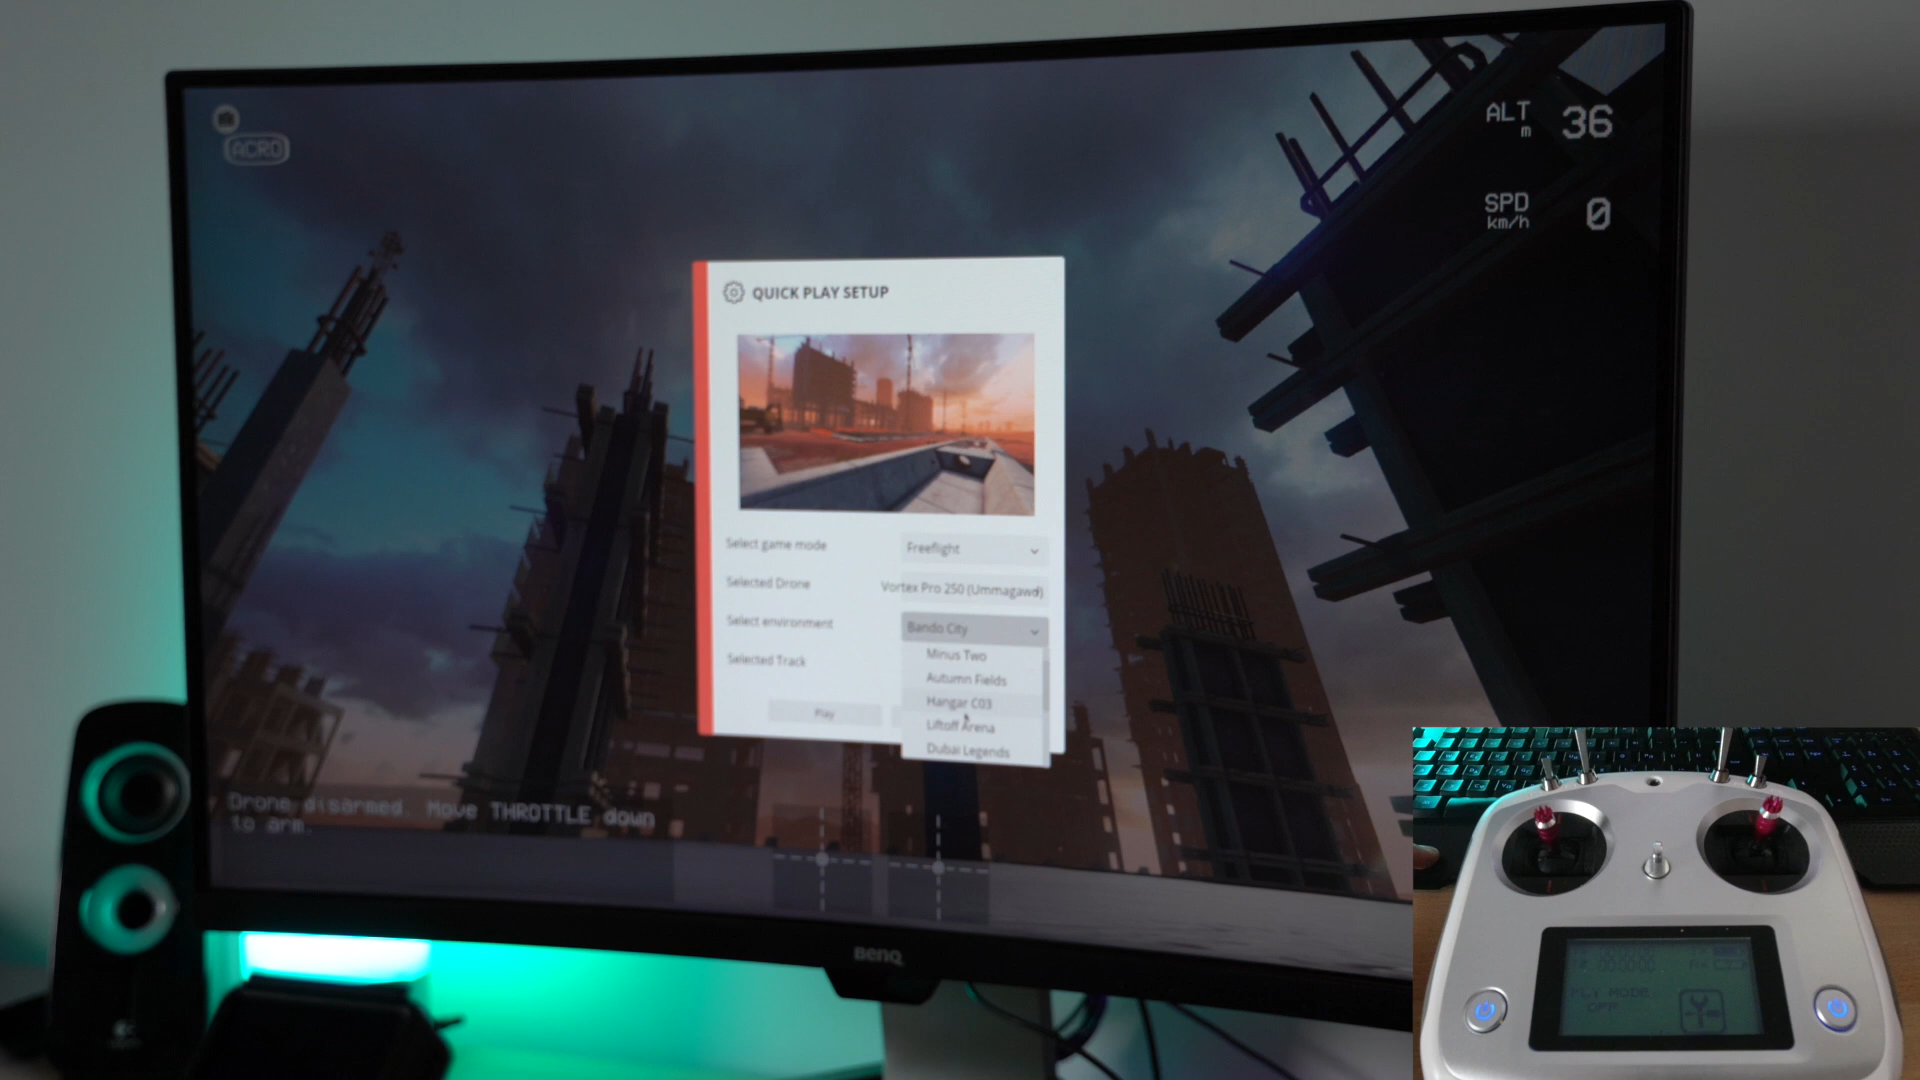 ACRO
ALT
m
36
SPD
km/h
0
QUICK PLAY SETUP
Select game mode
Freeflight
Selected Drone
Vortex Pro 250 (Ummagawd)
Select environment
Bando City
Minus Two
Autumn Fields
Selected Track
Hangar C03
Play
Liftoff Arena
Dubai Legends
Drone disarmed. Move THROTTLE down
to arm.
BenQ
OFF